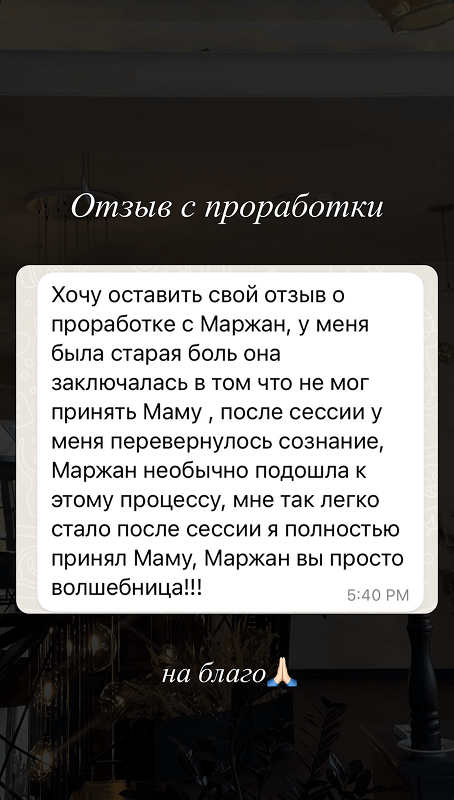 Отзыв с проработки
Хочу оставить свой отзыв о
проработке с Маржан, у меня
была старая боль она
заключалась в том что не мог
принять Маму , после сессии у
меня перевернулось сознание,
Маржан необычно подошла к
этому процессу, мне так легко
стало после сессии я полностью
принял Маму, Маржан вы просто
волшебница!!!
5:40 PM
на благо🙏🏻